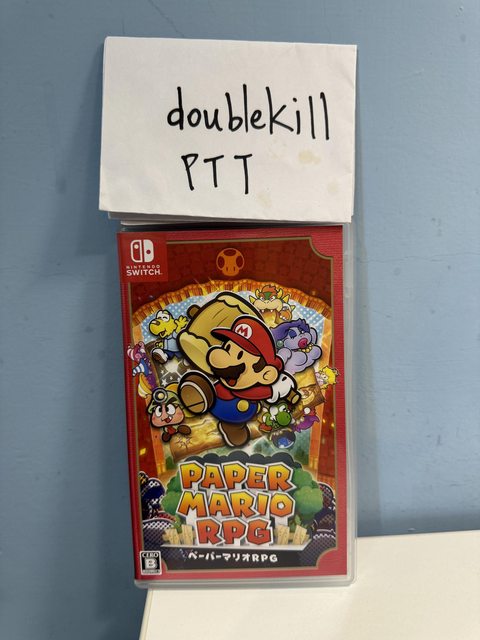 doublekill
PTT
NINTENDO
SWITCH
M
PAPER
MARIO
RPG
ペーパーマリオRPG
CERO
B